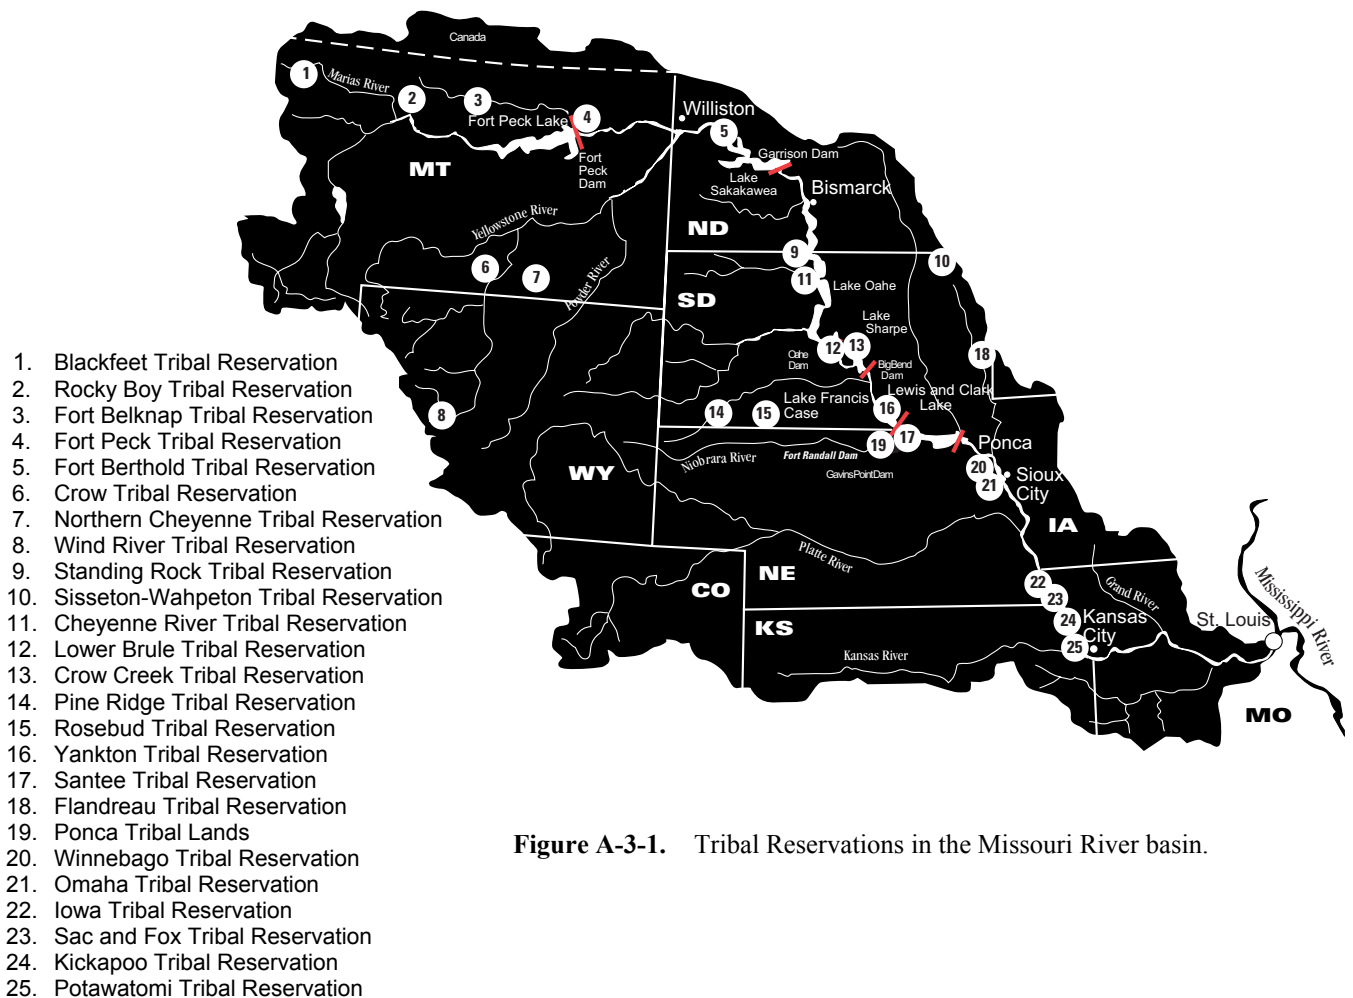 Canada
1
Marias River
2
3
4
Fort Peck Lake
Williston
5
MT
Fort
Peck
Dam
Garrison Dam
Lake
Sakakawea
Bismarck
Yellowstone River
ND
6
7
Powder River
9
10
11
Lake Oahe
SD
Lake
Sharpe
12
13
18
Oahe
Dam
BigBend
Dam
8
14
15
Lake Francis
Case
16
Lewis and Clark
Lake
17
19
Niobrara River
Fort Randall Dam
GavinsPointDam
Ponca
20
21
Sioux
City
WY
IA
Platte River
NE
CO
22
23
24
25
Grand River
Kansas
City
KS
Kansas River
St. Louis
Mississippi River
MO
1. Blackfeet Tribal Reservation
2. Rocky Boy Tribal Reservation
3. Fort Belknap Tribal Reservation
4. Fort Peck Tribal Reservation
5. Fort Berthold Tribal Reservation
6. Crow Tribal Reservation
7. Northern Cheyenne Tribal Reservation
8. Wind River Tribal Reservation
9. Standing Rock Tribal Reservation
10. Sisseton-Wahpeton Tribal Reservation
11. Cheyenne River Tribal Reservation
12. Lower Brule Tribal Reservation
13. Crow Creek Tribal Reservation
14. Pine Ridge Tribal Reservation
15. Rosebud Tribal Reservation
16. Yankton Tribal Reservation
17. Santee Tribal Reservation
18. Flandreau Tribal Reservation
19. Ponca Tribal Lands
20. Winnebago Tribal Reservation
21. Omaha Tribal Reservation
22. Iowa Tribal Reservation
23. Sac and Fox Tribal Reservation
24. Kickapoo Tribal Reservation
25. Potawatomi Tribal Reservation
Figure A-3-1. Tribal Reservations in the Missouri River basin.